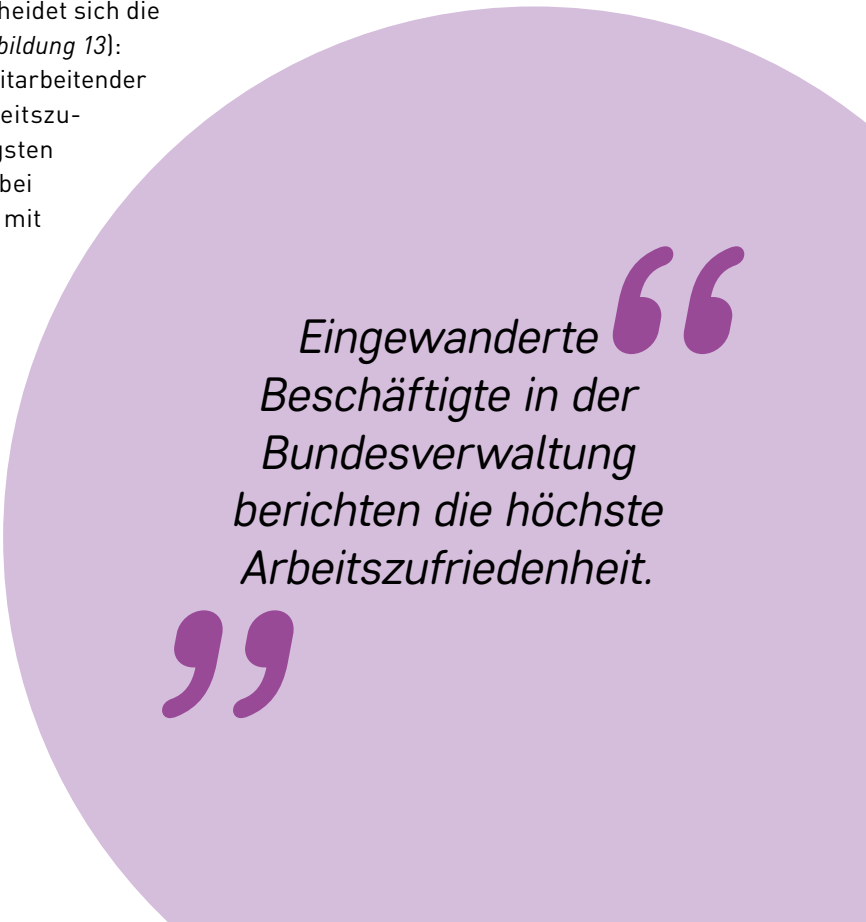 heidet sich die
bildung 13):
itarbeitender
eitszu-
gsten
bei
mit
Eingewanderte “
Beschäftigte in der
Bundesverwaltung
berichten die höchste
Arbeitszufriedenheit.
”